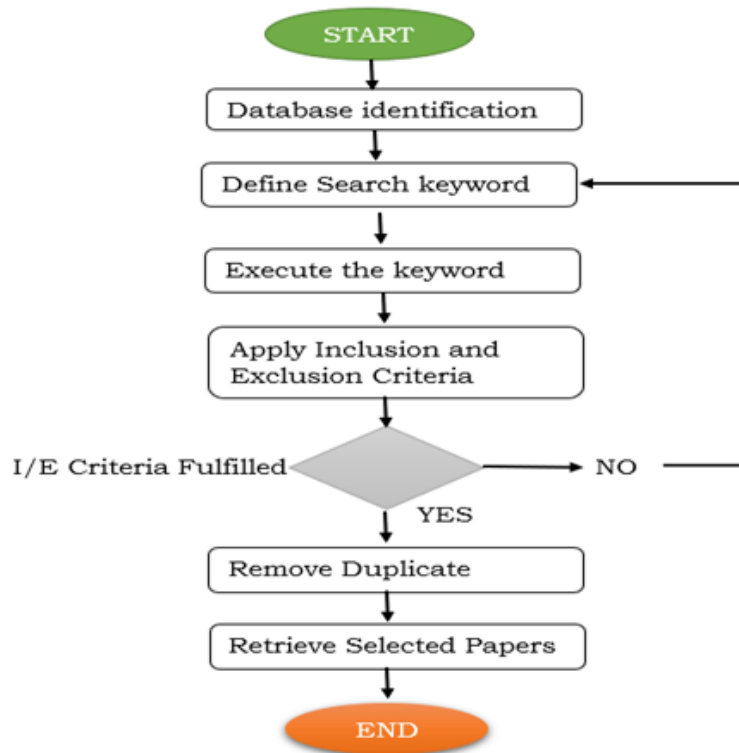 START
Database identification
Define Search keyword
Execute the keyword
Apply Inclusion and
Exclusion Criteria
I/E Criteria Fulfilled
NO
YES
Remove Duplicate
Retrieve Selected Papers
END